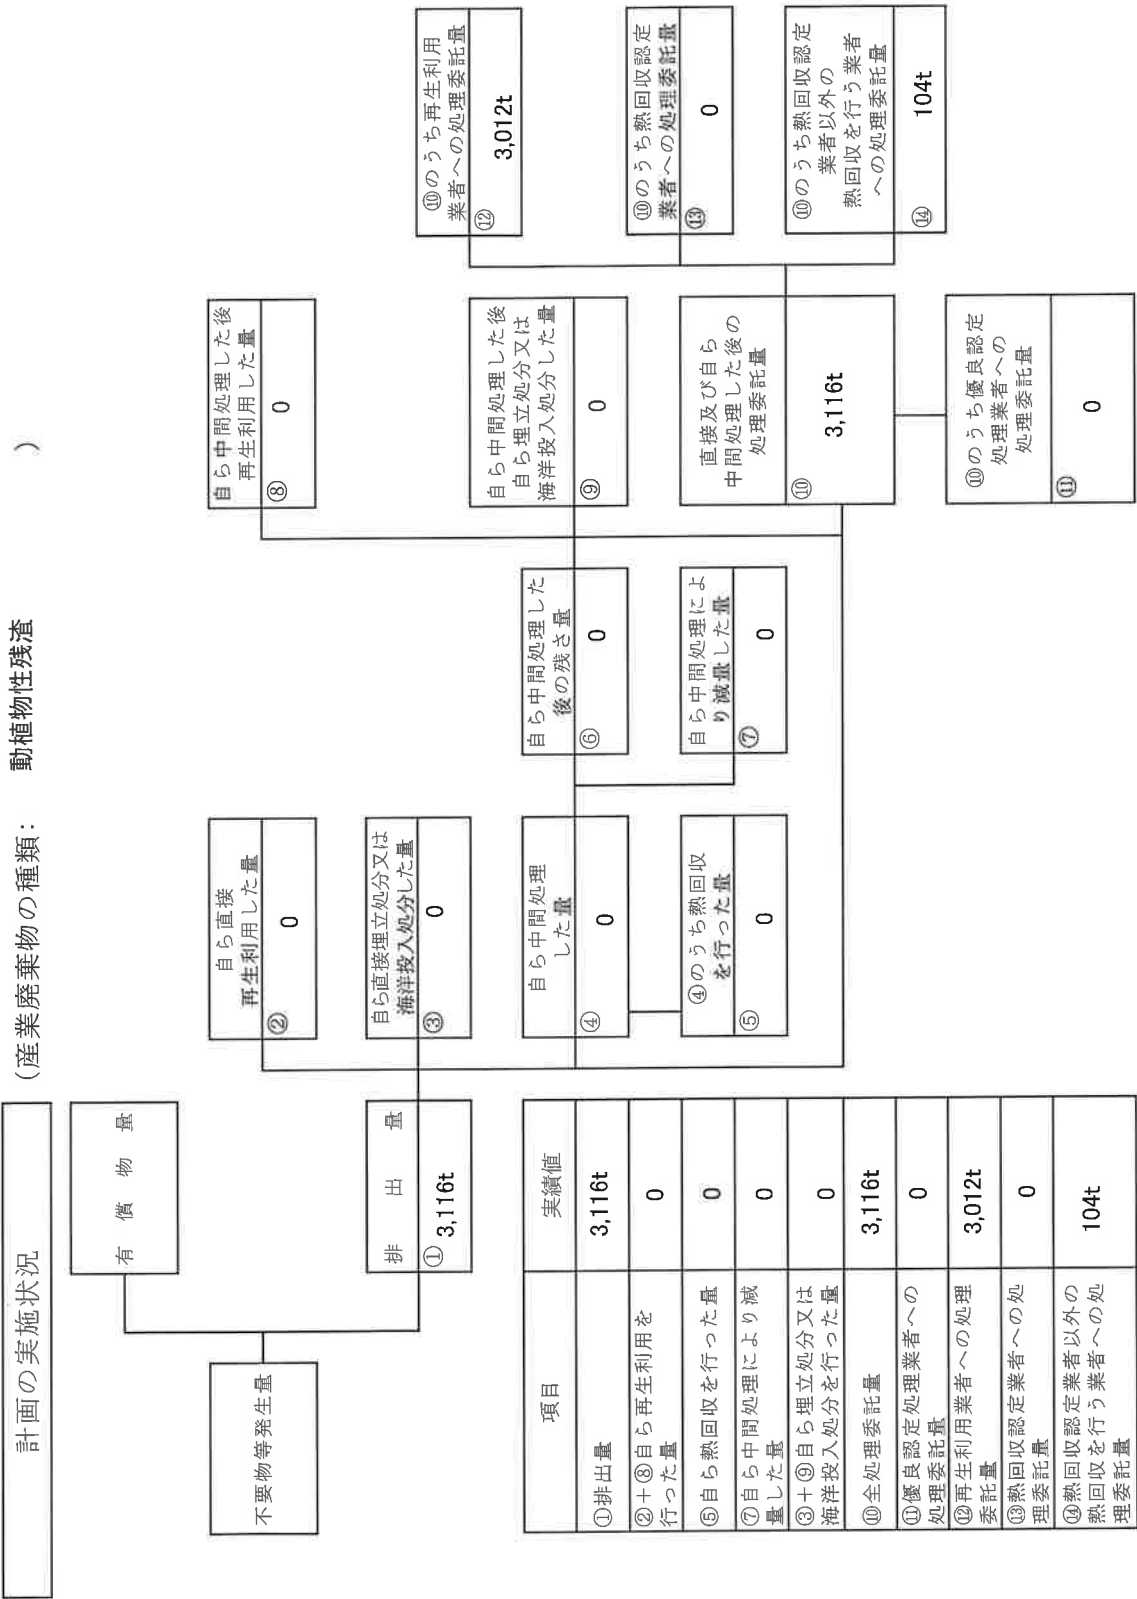 計画の実施状況
(産業廃棄物の種類: 動植物性残渣 )
不要物等発生量
有償物量
排出量
① 3,116t
自ら直接
再生利用した量
② 0
自ら直接埋立処分又は
海洋投入処分した量
③ 0
自ら中間処理
した量
④ 0
④のうち熱回収
を行った量
⑤ 0
自ら中間処理した
後の残さ量
⑥ 0
自ら中間処理によ
り減量した量
⑦ 0
自ら中間処理した後
再生利用した量
⑧ 0
自ら中間処理した後
自ら埋立処分又は
海洋投入処分した量
⑨ 0
直接及び自ら
中間処理した後の
処理委託量
⑩ 3,116t
⑩のうち優良認定
処理業者への
処理委託量
⑪ 0
⑩のうち再生利用
業者への処理委託量
⑫ 3,012t
⑩のうち熱回収認定
業者への処理委託量
⑬ 0
⑩のうち熱回収認定
業者以外の
熱回収を行う業者
への処理委託量
⑭ 104t
項目 実績値
①排出量 3,116t
②+⑧自ら再生利用を
行った量 0
⑤自ら熱回収を行った量 0
⑦自ら中間処理により減
量した量 0
③+⑨自ら埋立処分又は
海洋投入処分を行った量 0
⑩全処理委託量 3,116t
⑪優良認定処理業者への
処理委託量 0
⑫再生利用業者への処理
委託量 3,012t
⑬熱回収認定業者への処
理委託量 0
⑭熱回収認定業者以外の
熱回収を行う業者への処
理委託量 104t